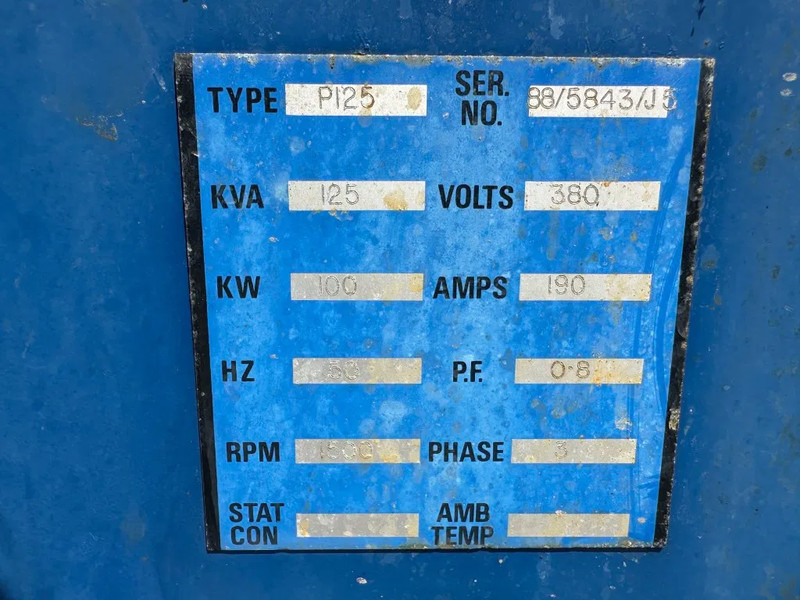 TYPE P125 SER. NO. 88/5843/J5
KVA 125 VOLTS 380
KW 100 AMPS 190
HZ 50 P.F. 0·8
RPM 1500 PHASE 3
STAT CON AMB TEMP